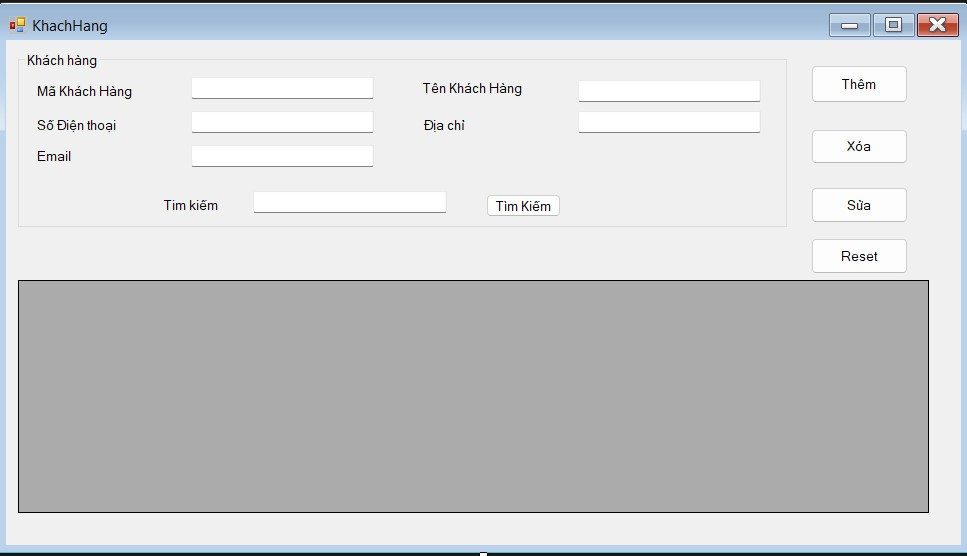 KhachHang
Khách hàng
Mã Khách Hàng
Tên Khách Hàng
Thêm
Số Điện thoại
Địa chỉ
Xóa
Email
Tìm kiếm
Tìm Kiếm
Sửa
Reset